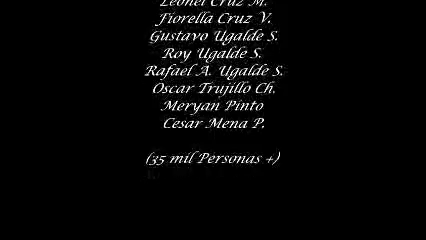 Leonel Cruz M.
Fiorella Cruz V.
Gustavo Ugalde S.
Roy Ugalde S.
Rafael A. Ugalde S.
Oscar Trujillo Ch.
Meryan Pinto
Cesar Mena P.
(35 mil Personas +)